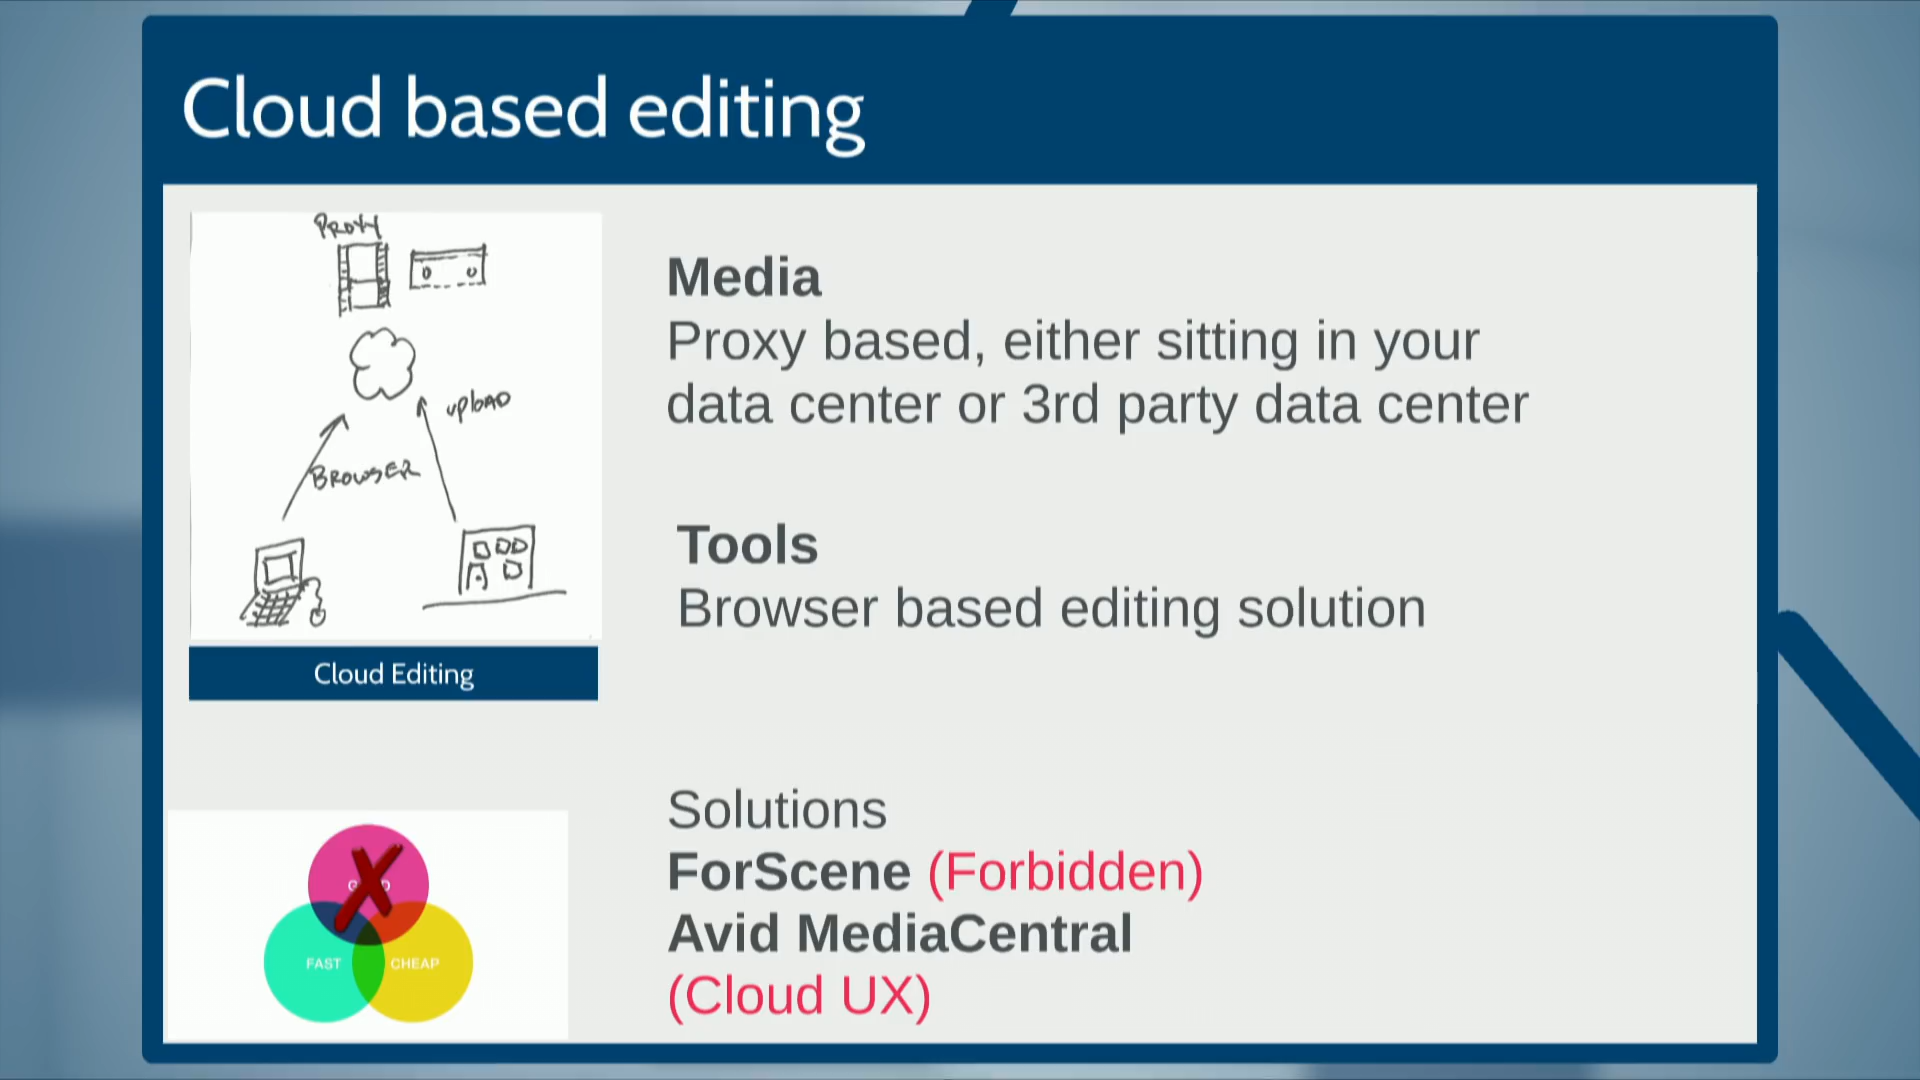 Cloud based editing
PROXY
UPLOAD
BROWSER
Cloud Editing
Media
Proxy based, either sitting in your
data center or 3rd party data center
Tools
Browser based editing solution
FAST
CHEAP
Solutions
ForScene (Forbidden)
Avid MediaCentral
(Cloud UX)